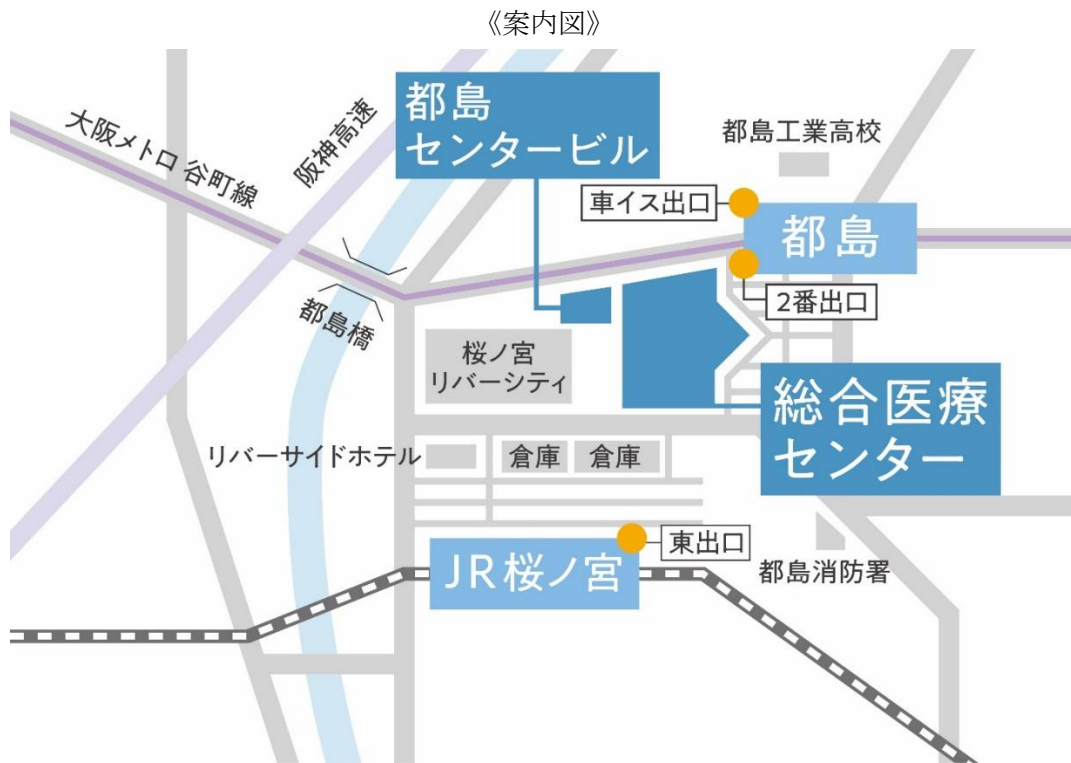 《案内図》
大阪メトロ 谷町線
阪神高速
都島
センタービル
都島工業高校
車イス出口
都島
2番出口
都島橋
桜ノ宮
リバーシティ
総合医療
センター
リバーサイドホテル
倉庫
倉庫
東出口
JR桜ノ宮
都島消防署